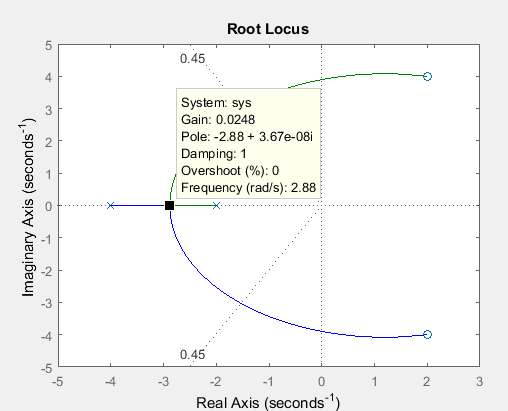 Root Locus
5
4
3
2
1
0
-1
-2
-3
-4
-5
Imaginary Axis (seconds-1)
0.45
System: sys
Gain: 0.0248
Pole: -2.88 + 3.67e-08i
Damping: 1
Overshoot (%): 0
Frequency (rad/s): 2.88
0.45
-5 -4 -3 -2 -1 0 1 2 3
Real Axis (seconds-1)